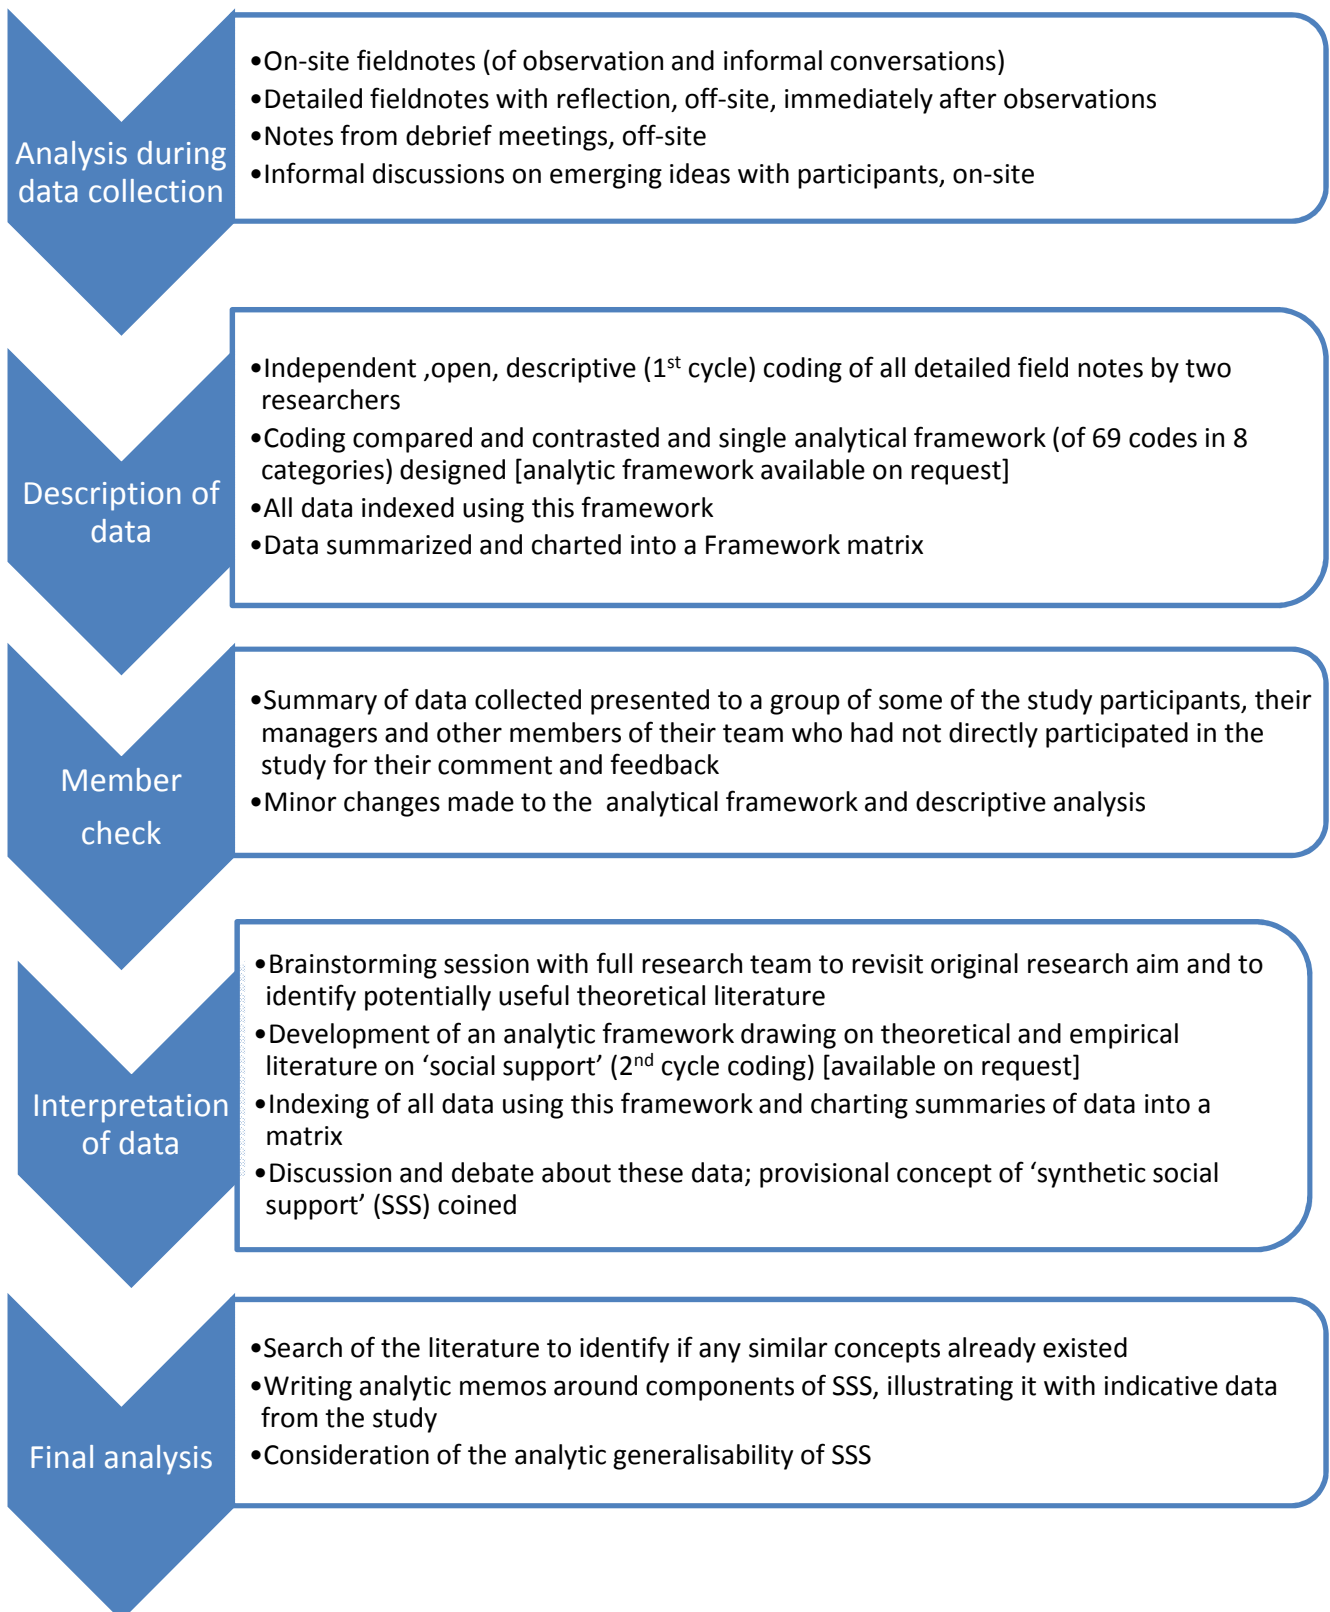 Analysis during
data collection
•On-site fieldnotes (of observation and informal conversations)
•Detailed fieldnotes with reflection, off-site, immediately after observations
•Notes from debrief meetings, off-site
•Informal discussions on emerging ideas with participants, on-site
Description of
data
•Independent ,open, descriptive (1st cycle) coding of all detailed field notes by two
researchers
•Coding compared and contrasted and single analytical framework (of 69 codes in 8
categories) designed [analytic framework available on request]
•All data indexed using this framework
•Data summarized and charted into a Framework matrix
Member
check
•Summary of data collected presented to a group of some of the study participants, their
managers and other members of their team who had not directly participated in the
study for their comment and feedback
•Minor changes made to the analytical framework and descriptive analysis
Interpretation
of data
•Brainstorming session with full research team to revisit original research aim and to
identify potentially useful theoretical literature
•Development of an analytic framework drawing on theoretical and empirical
literature on ‘social support’ (2nd cycle coding) [available on request]
•Indexing of all data using this framework and charting summaries of data into a
matrix
•Discussion and debate about these data; provisional concept of ‘synthetic social
support’ (SSS) coined
Final analysis
•Search of the literature to identify if any similar concepts already existed
•Writing analytic memos around components of SSS, illustrating it with indicative data
from the study
•Consideration of the analytic generalisability of SSS